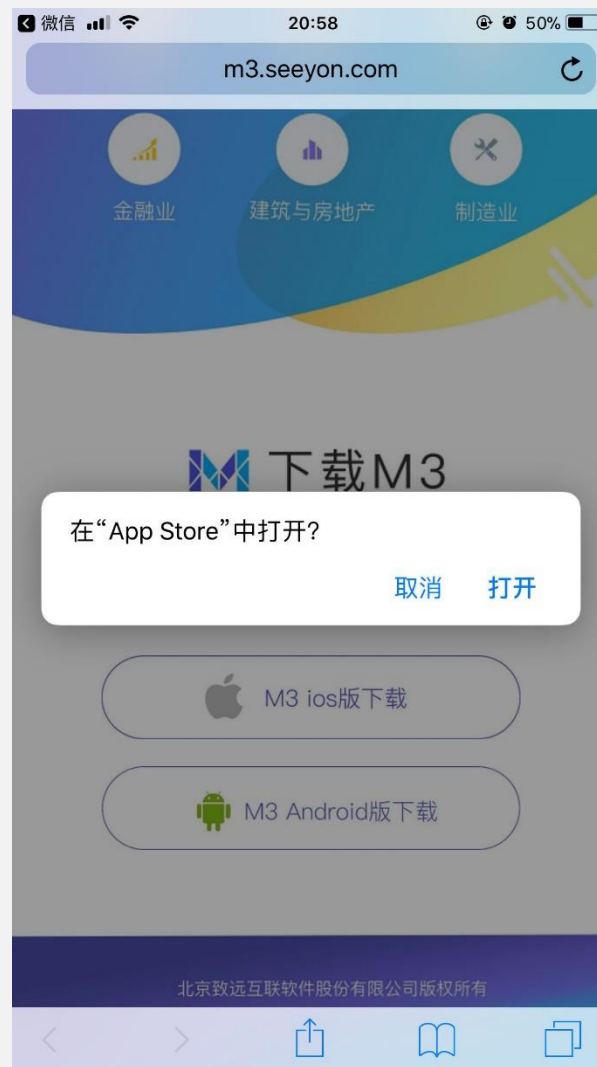 微信
20:58
50%
m3.seeyon.com
金融业
建筑与房地产
制造业
下载M3
在“App Store”中打开?
取消
打开
M3 ios版下载
M3 Android版下载
北京致远互联软件股份有限公司版权所有